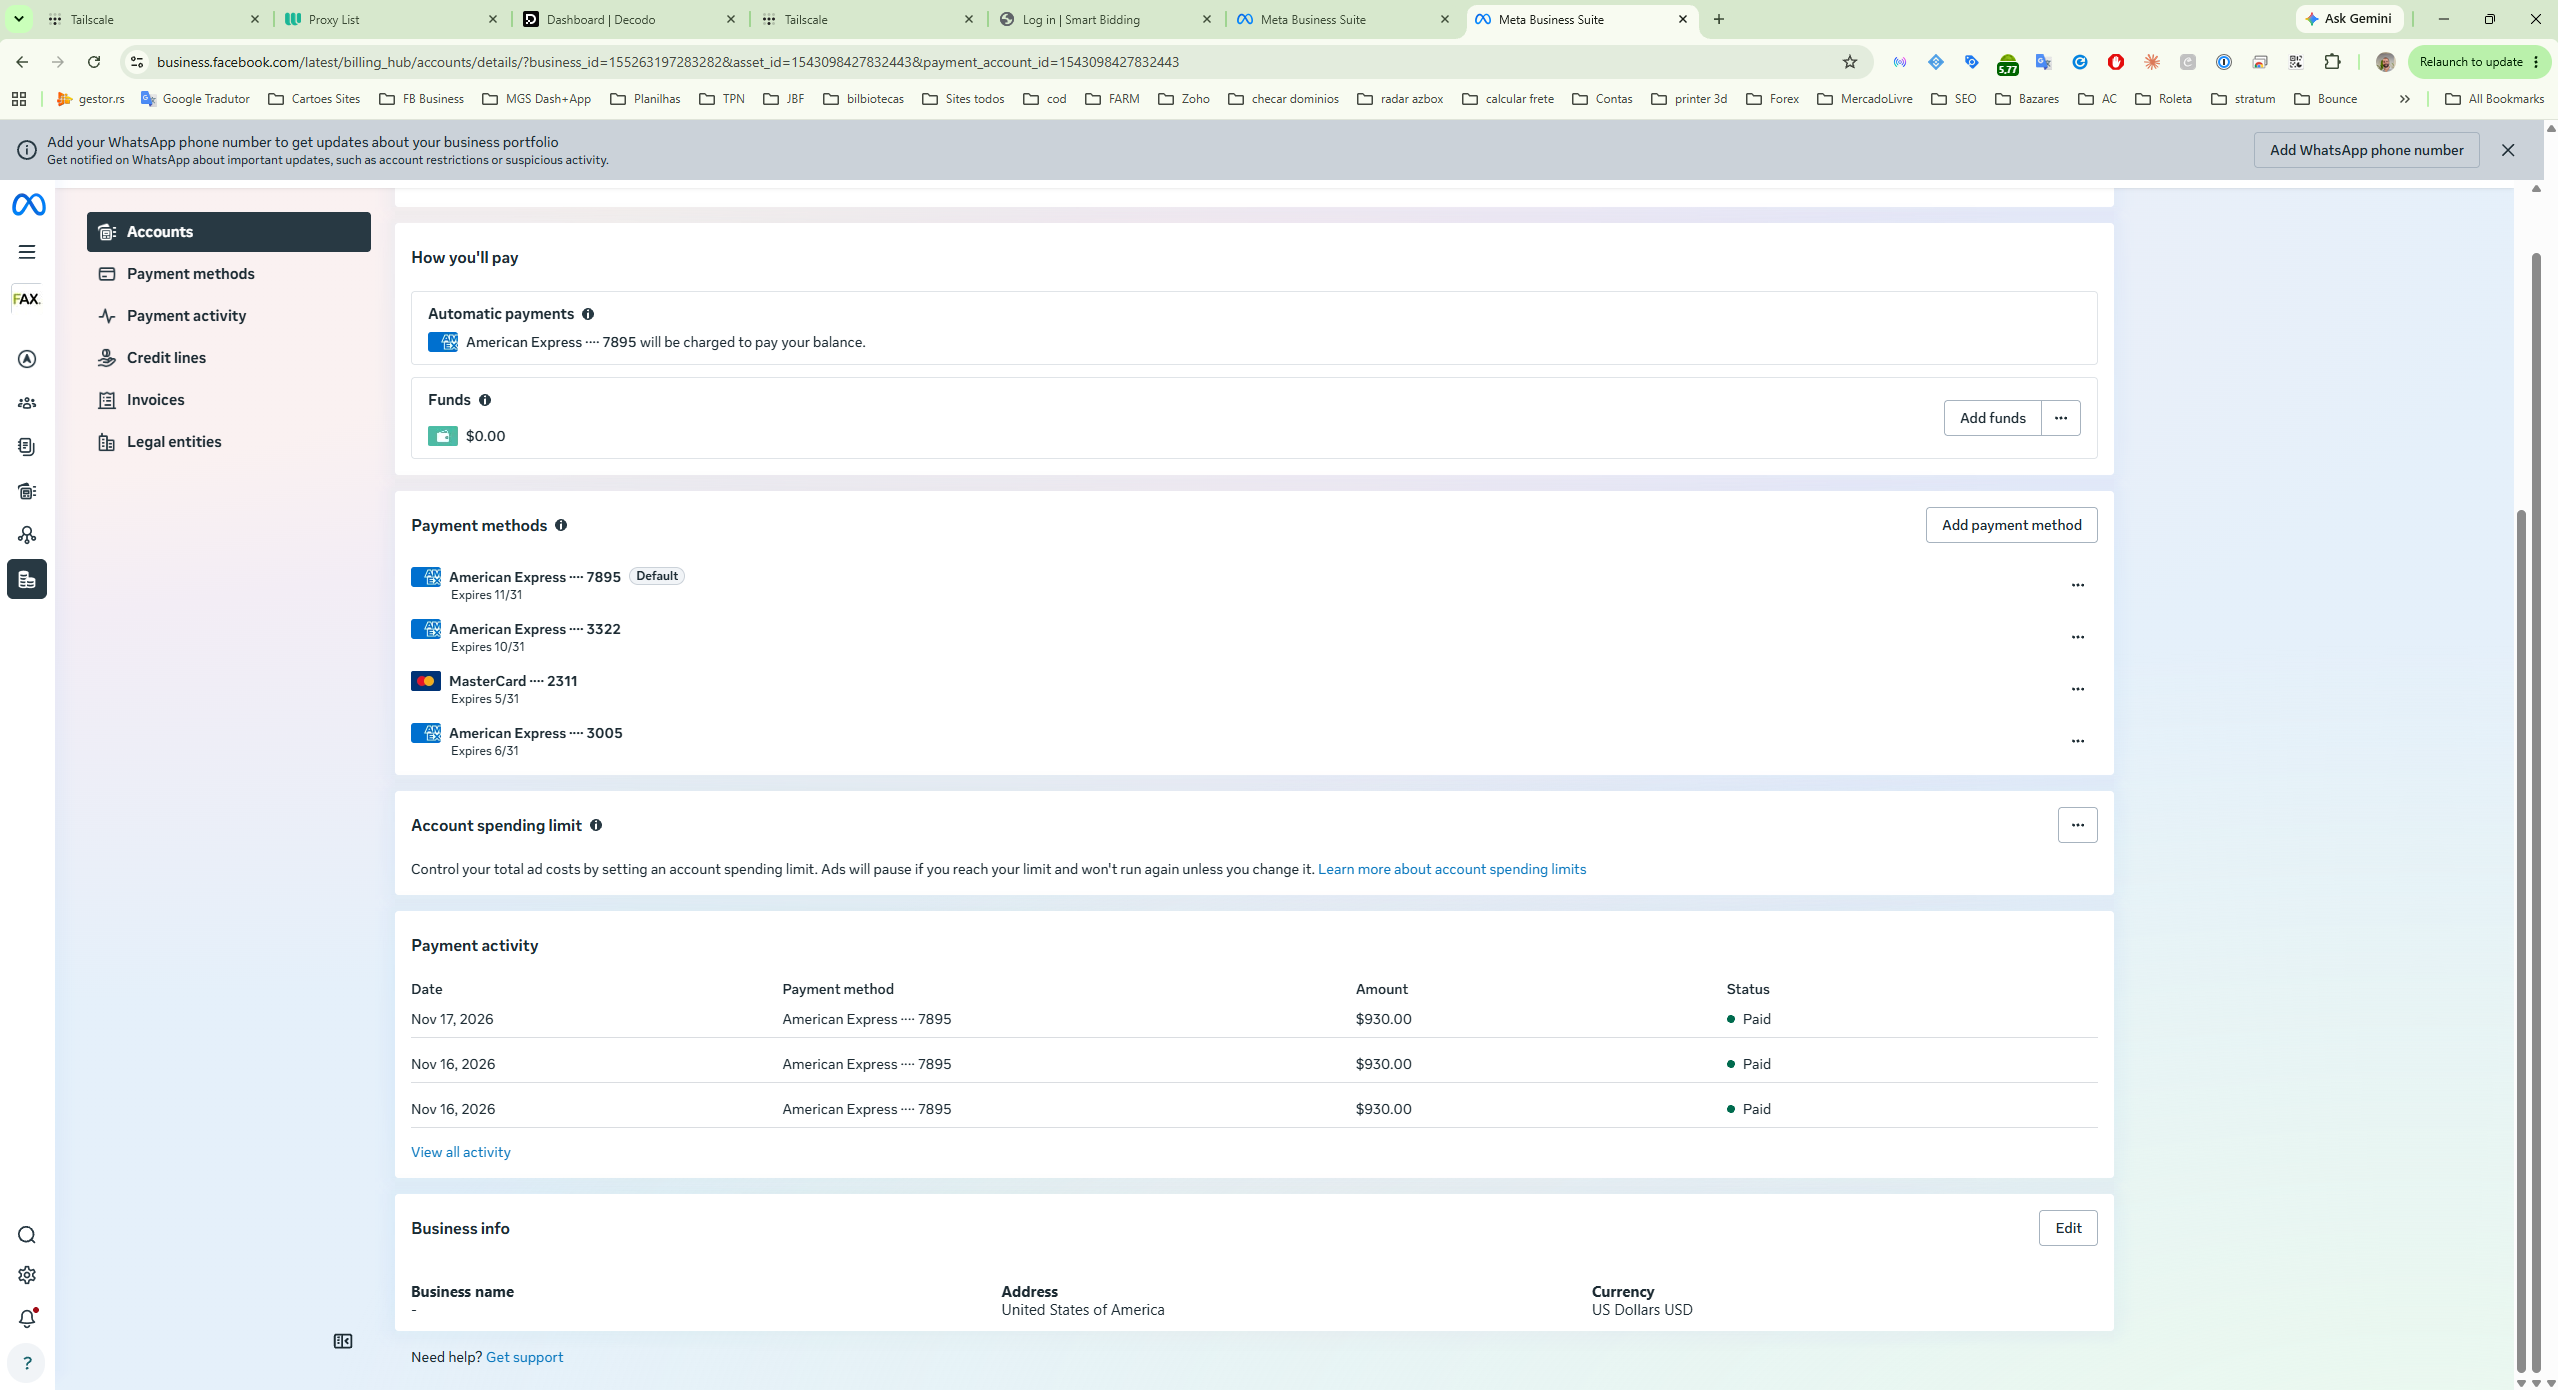 Tailscale
Proxy List
Dashboard | Decodo
Tailscale
Log in | Smart Bidding
Meta Business Suite
Meta Business Suite
Ask Gemini
business.facebook.com/latest/billing_hub/accounts/details/?business_id=1552631972832​82&asset_id=1543098427832443&payment_account_id=1543098427832443
5,77
Relaunch to update
gestor.rs
Google Tradutor
Cartoes Sites
FB Business
MGS Dash+App
Planilhas
TPN
JBF
bilbiotecas
Sites todos
cod
FARM
Zoho
checar dominios
radar azbox
calcular frete
Contas
printer 3d
Forex
MercadoLivre
SEO
Bazares
AC
Roleta
stratum
Bounce
All Bookmarks
Add your WhatsApp phone number to get updates about your business portfolio
Get notified on WhatsApp about important updates, such as account restrictions or suspicious activity.
Add WhatsApp phone number
FAX.
Accounts
Payment methods
Payment activity
Credit lines
Invoices
Legal entities
How you'll pay
Automatic payments
American Express ···· 7895 will be charged to pay your balance.
Funds
$0.00
Add funds
Payment methods
Add payment method
American Express ···· 7895 Default
Expires 11/31
American Express ···· 3322
Expires 10/31
MasterCard ···· 2311
Expires 5/31
American Express ···· 3005
Expires 6/31
Account spending limit
Control your total ad costs by setting an account spending limit. Ads will pause if you reach your limit and won't run again unless you change it. Learn more about account spending limits
Payment activity
Date Payment method Amount Status
Nov 17, 2026 American Express ···· 7895 $930.00 Paid
Nov 16, 2026 American Express ···· 7895 $930.00 Paid
Nov 16, 2026 American Express ···· 7895 $930.00 Paid
View all activity
Business info
Edit
Business name Address Currency
- United States of America US Dollars USD
Need help? Get support